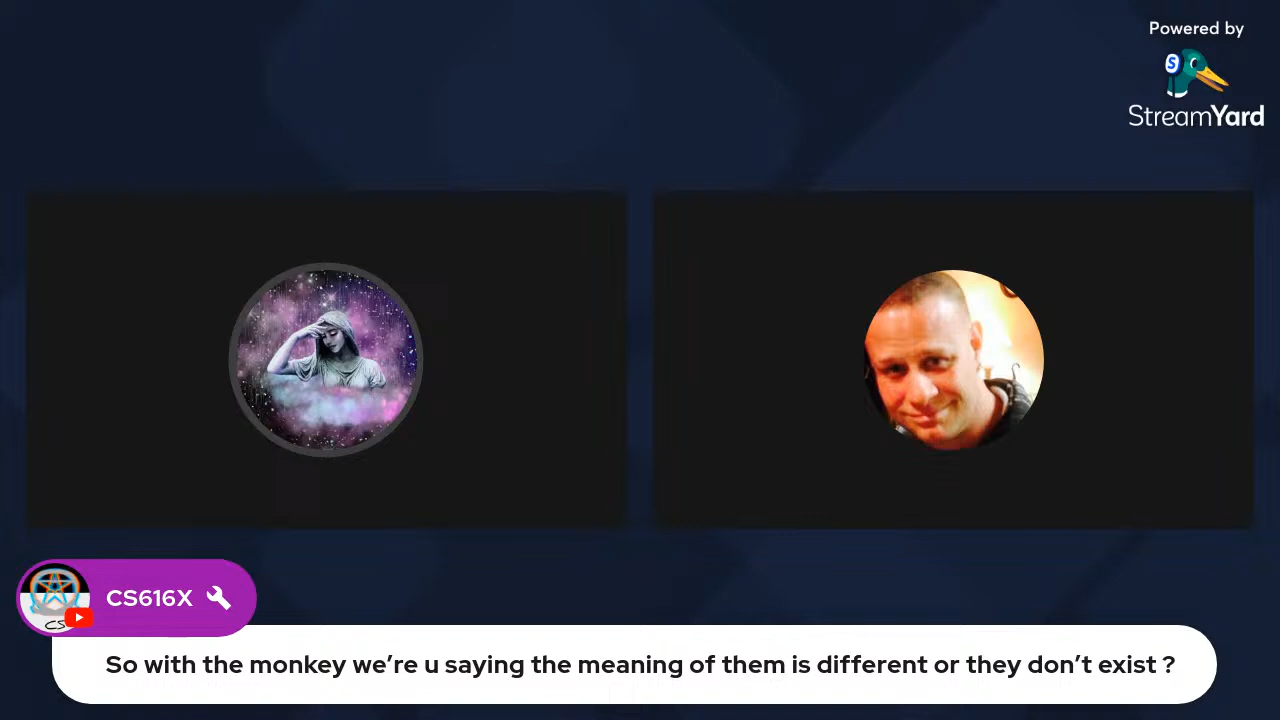 Powered by
S
StreamYard
CS616X
CS
So with the monkey we’re u saying the meaning of them is different or they don’t exist ?